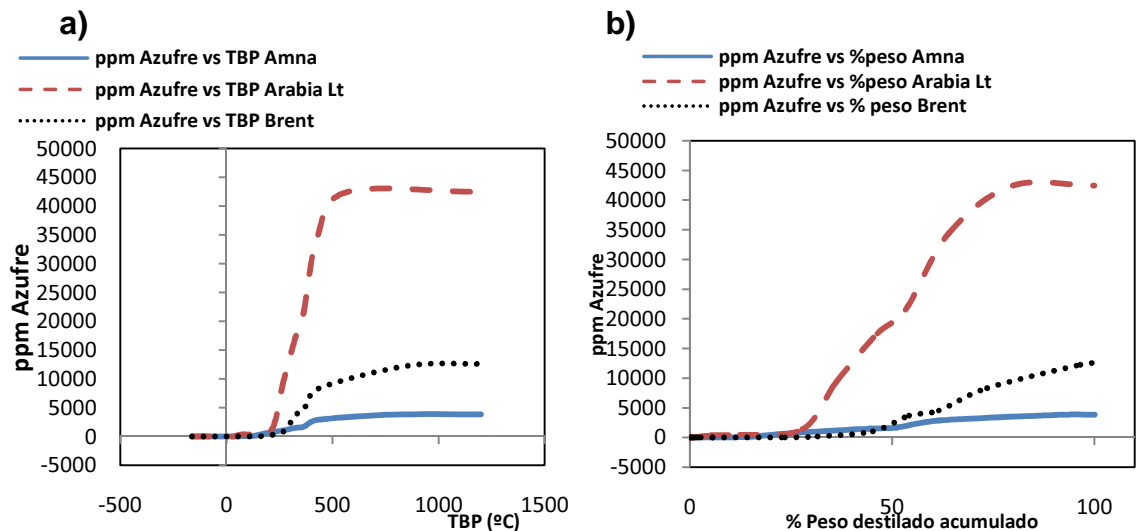 a)
ppm Azufre vs TBP Amna
ppm Azufre vs TBP Arabia Lt
ppm Azufre vs TBP Brent
50000
45000
40000
35000
30000
25000
20000
15000
10000
5000
0
-5000
ppm Azufre
-500
0
500
1000
1500
TBP (ºC)
b)
ppm Azufre vs %peso Amna
ppm Azufre vs %peso Arabia Lt
ppm Azufre vs % peso Brent
50000
45000
40000
35000
30000
25000
20000
15000
10000
5000
0
-5000
ppm Azufre
0
50
100
% Peso destilado acumulado